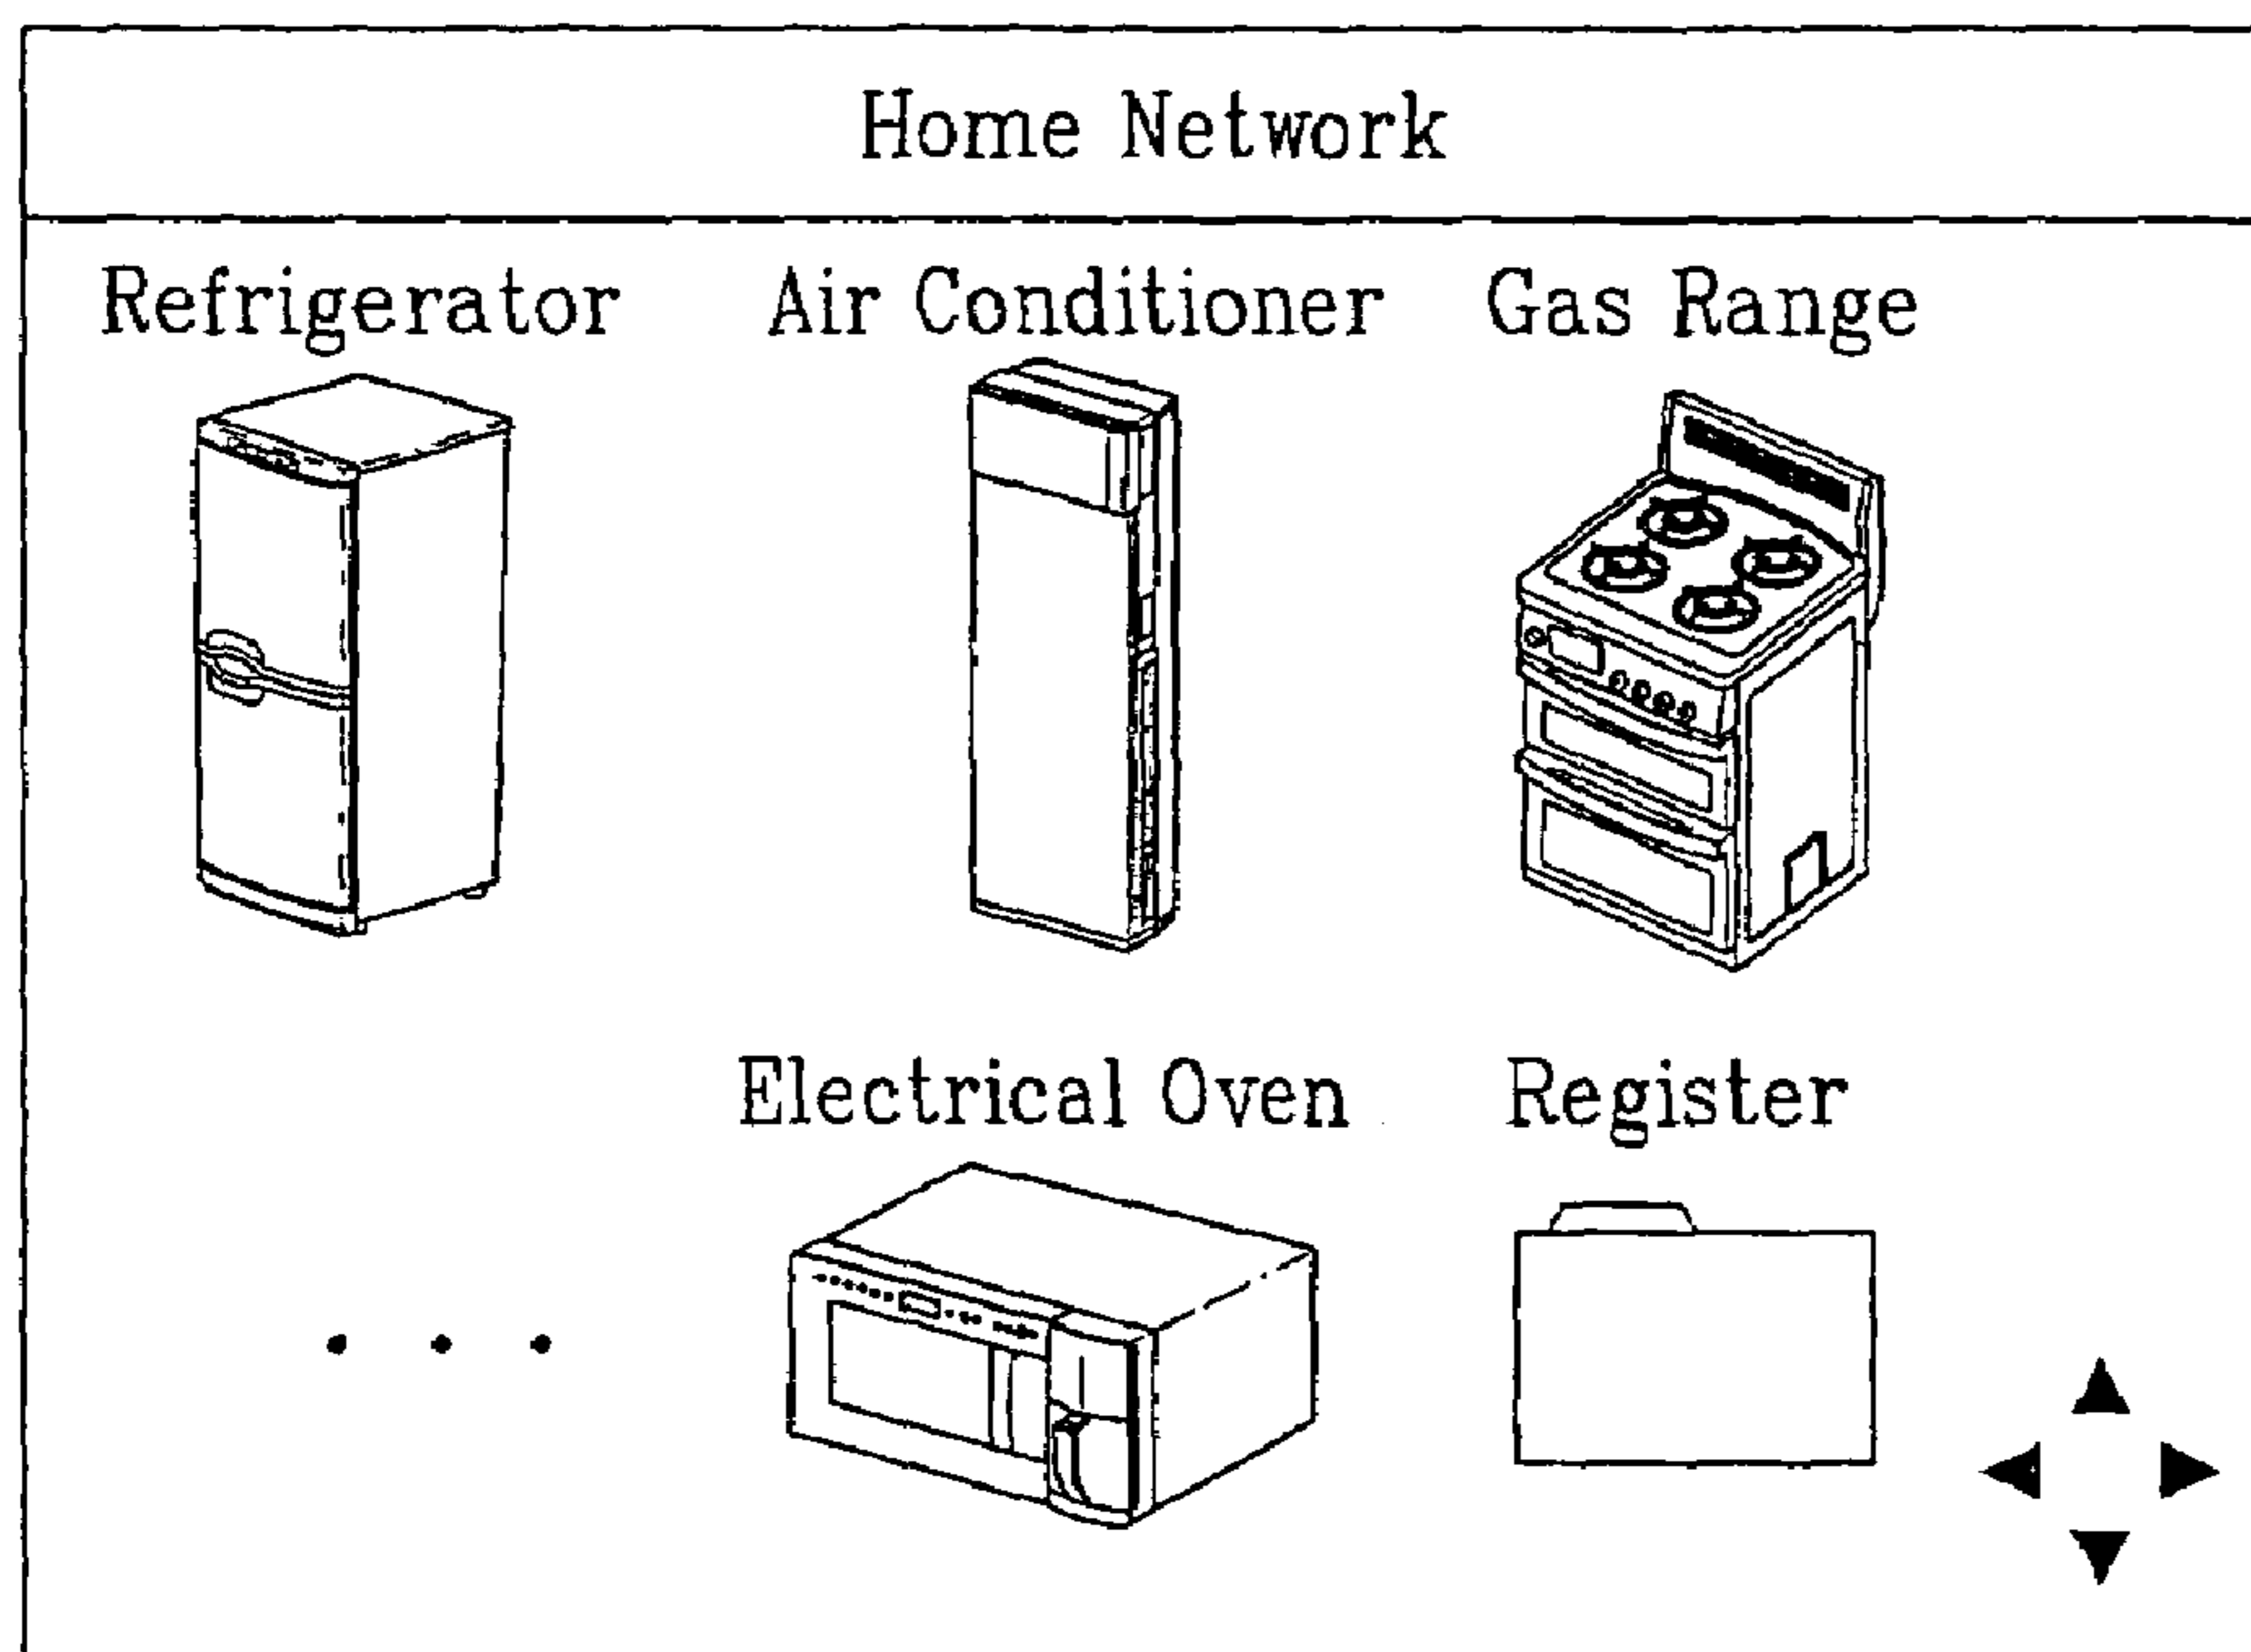 Home Network
Refrigerator Air Conditioner Gas Range
Electrical Oven Register
. . .